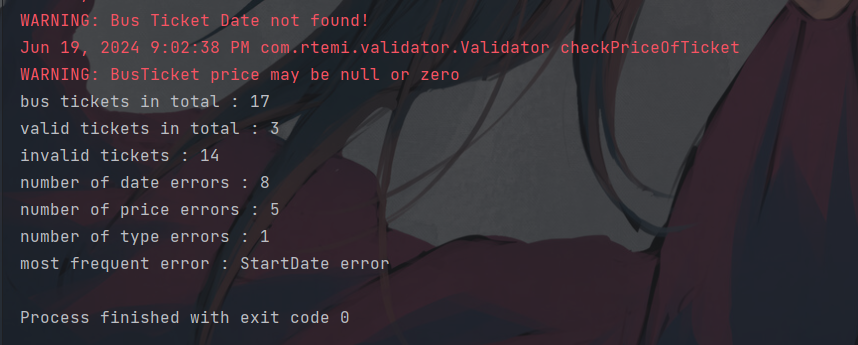 WARNING: Bus Ticket Date not found!
Jun 19, 2024 9:02:38 PM com.rtemi.validator.Validator checkPriceOfTicket
WARNING: BusTicket price may be null or zero
bus tickets in total : 17
valid tickets in total : 3
invalid tickets : 14
number of date errors : 8
number of price errors : 5
number of type errors : 1
most frequent error : StartDate error
Process finished with exit code 0